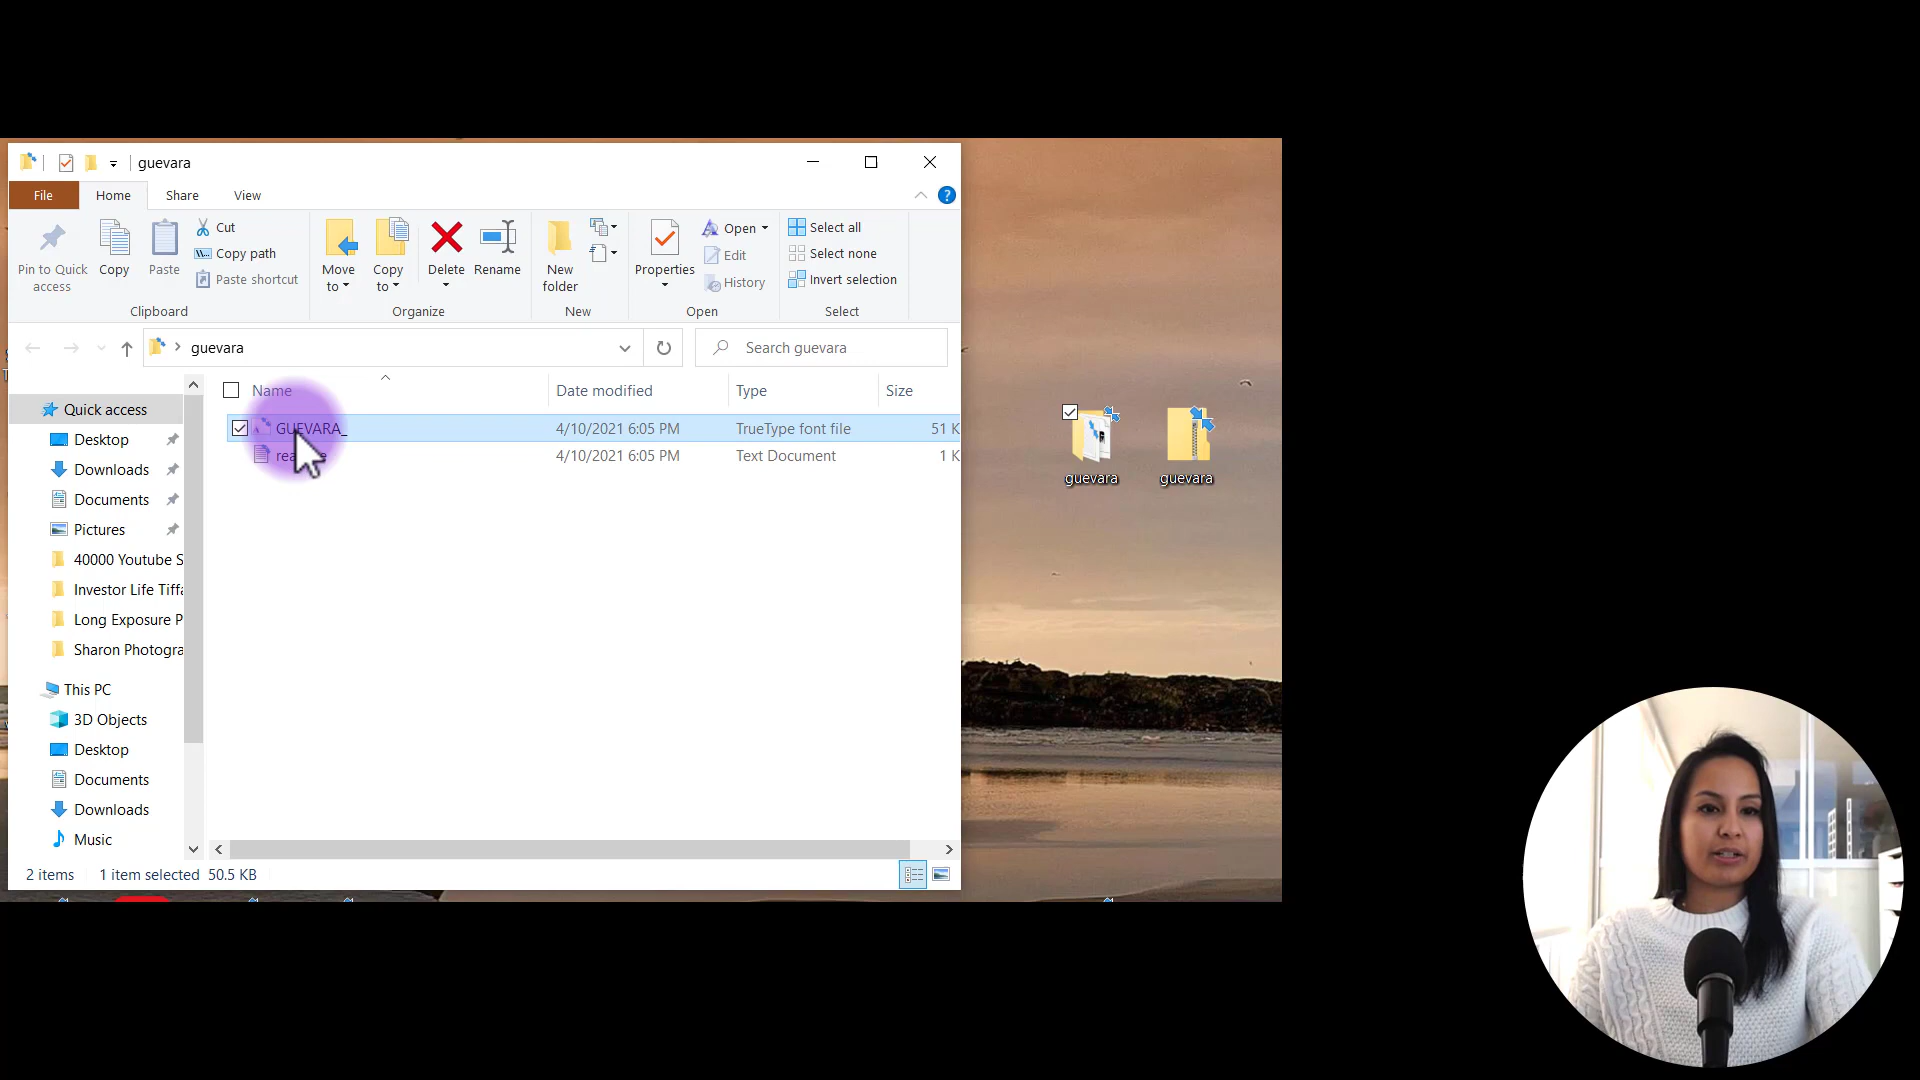 guevara
File Home Share View
Pin to Quick access
Copy
Paste
Cut
Copy path
Paste shortcut
Clipboard
Move to
Copy to
Delete
Rename
Organize
New folder
New
Properties
Open
Edit
History
Open
Select all
Select none
Invert selection
Select
guevara
Search guevara
Name Date modified Type Size
GUEVARA_ 4/10/2021 6:05 PM TrueType font file 51 K
4/10/2021 6:05 PM Text Document 1 K
Quick access
Desktop
Downloads
Documents
Pictures
40000 Youtube S
Investor Life Tiffa
Long Exposure P
Sharon Photogra
This PC
3D Objects
Desktop
Documents
Downloads
Music
2 items 1 item selected 50.5 KB
guevara
guevara